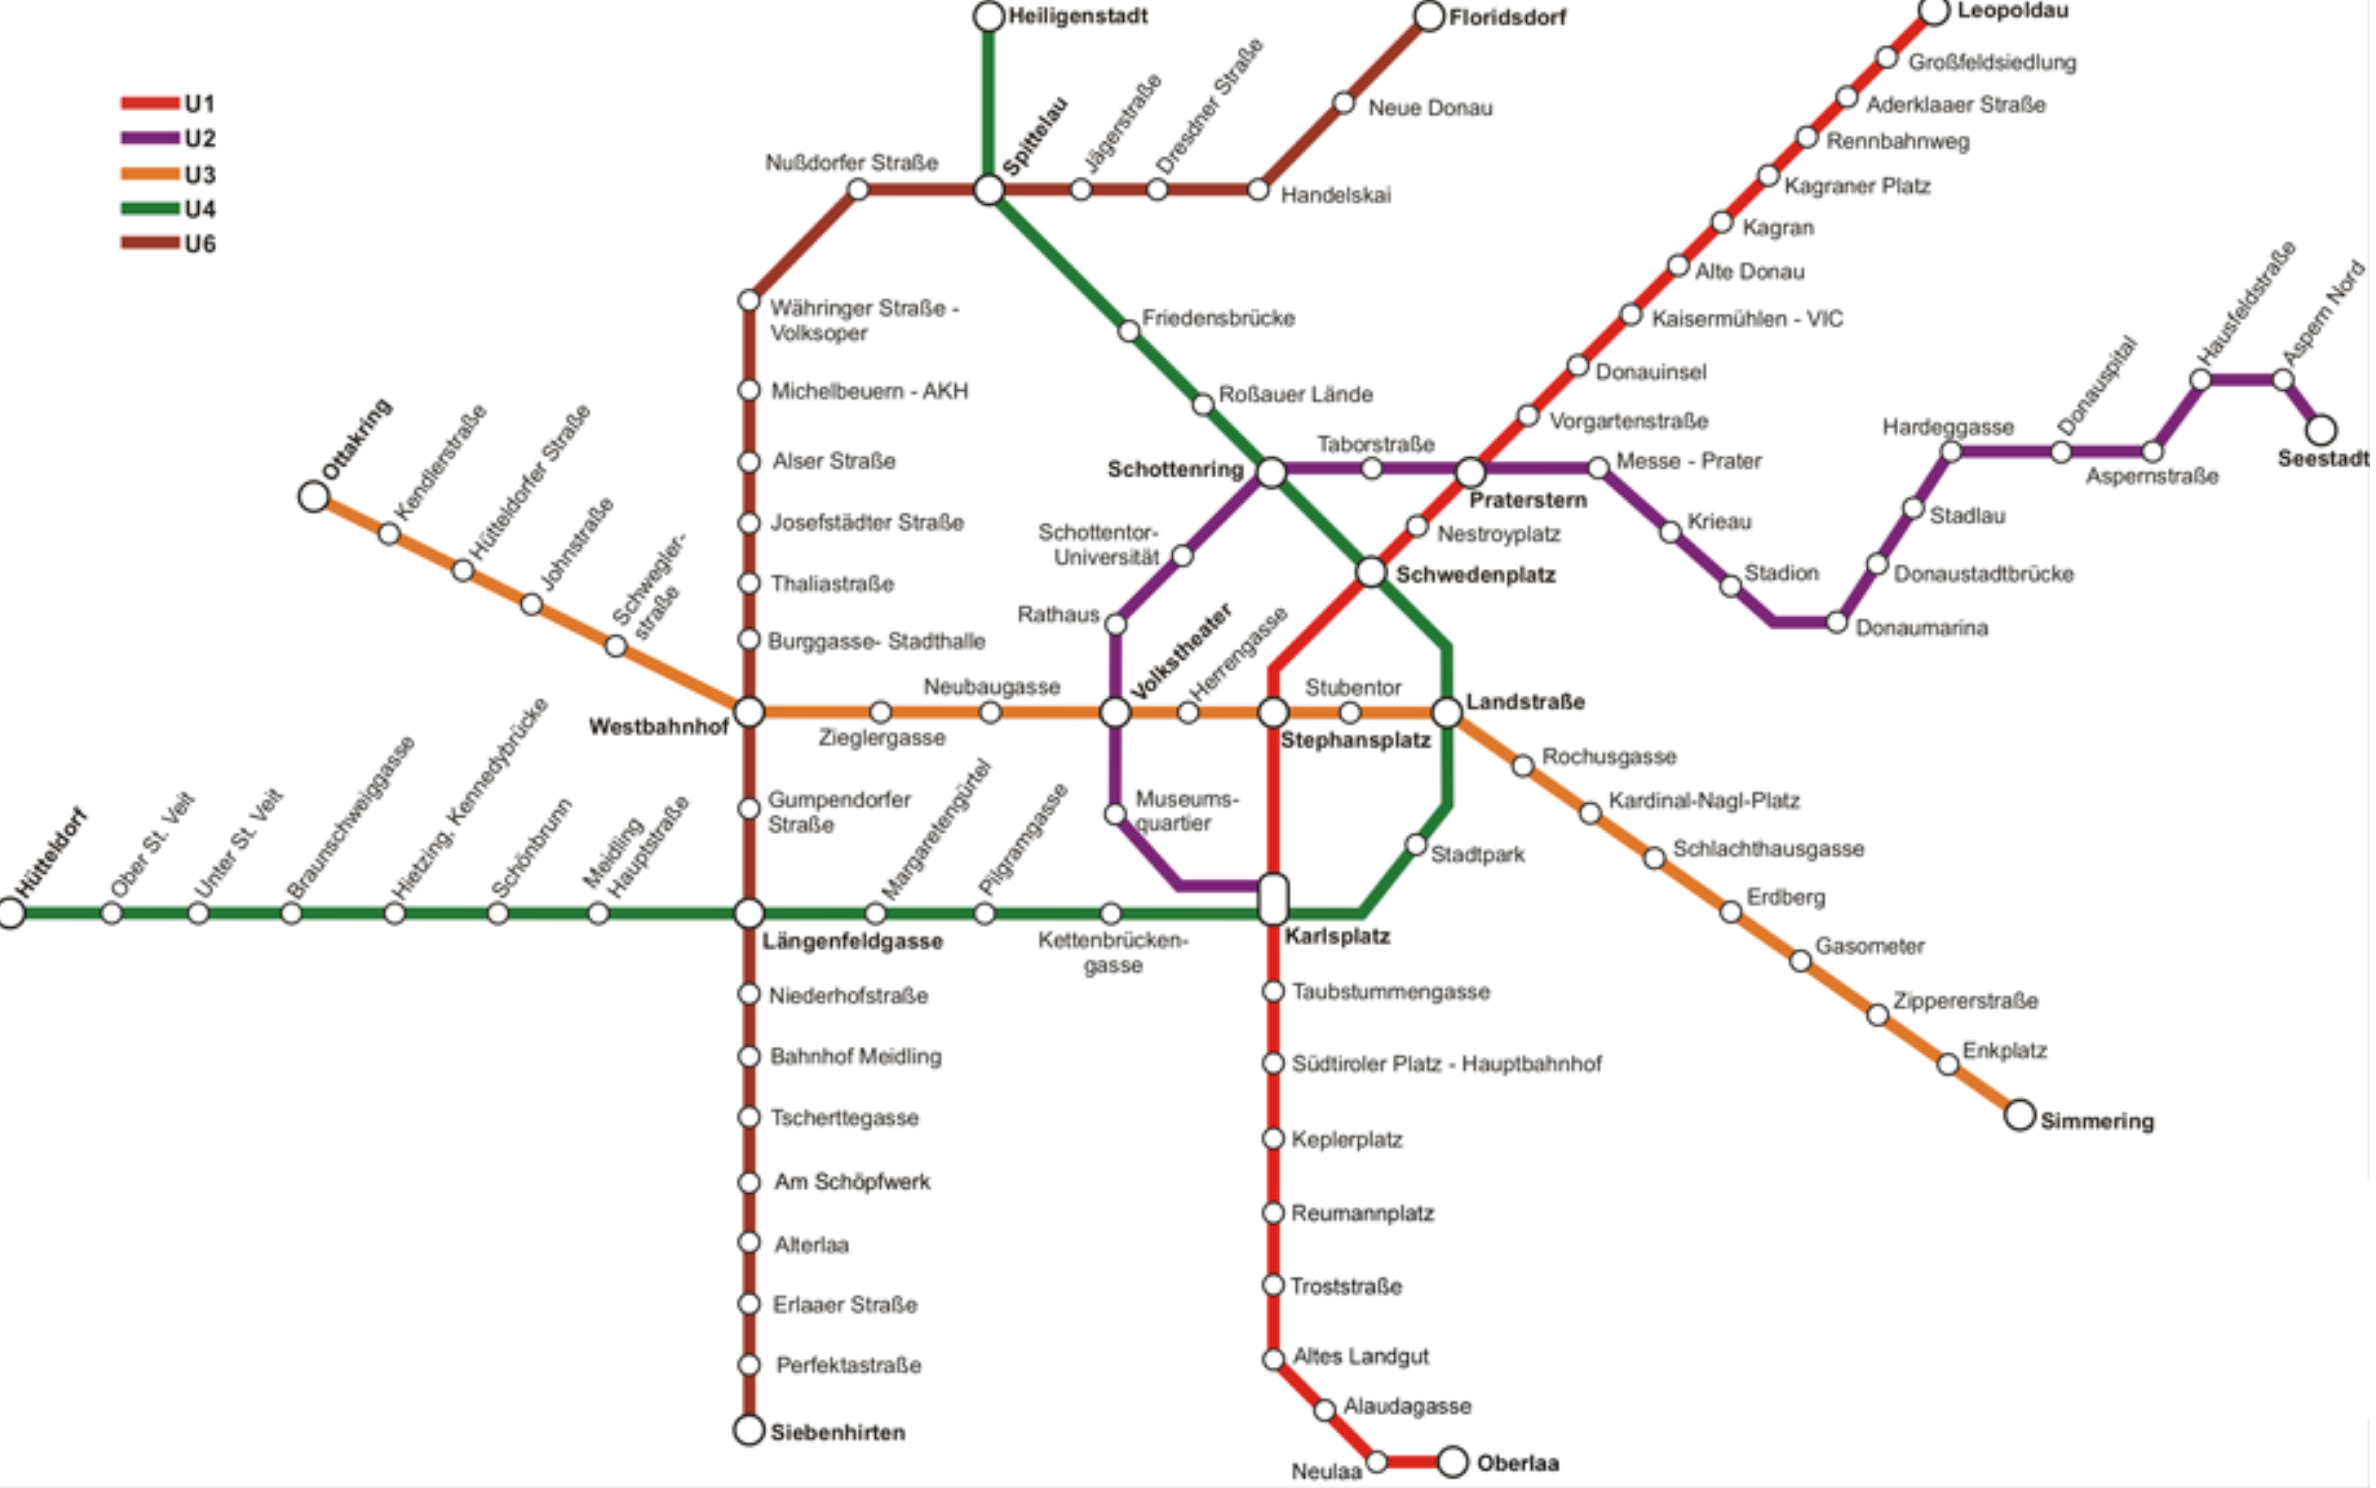 Heiligenstadt
Floridsdorf
Leopoldau
Großfeldsiedlung
Aderklaaer Straße
Rennbahnweg
Kagraner Platz
Kagran
Alte Donau
Kaisermühlen - VIC
Donauinsel
Vorgartenstraße
U1
U2
U3
U4
U6
Neue Donau
Handelskai
Dresdner Straße
Jägerstraße
Spittelau
Nußdorfer Straße
Währinger Straße -
Volksoper
Michelbeuern - AKH
Alser Straße
Josefstädter Straße
Thaliastraße
Burggasse- Stadthalle
Friedensbrücke
Roßauer Lände
Schottenring
Taborstraße
Praterstern
Messe - Prater
Krieau
Stadion
Donaumarina
Donaustadtbrücke
Stadlau
Hardeggasse
Donauspital
Aspernstraße
Hausfeldstraße
Aspern Nord
Seestadt
Nestroyplatz
Schwedenplatz
Schottentor-
Universität
Rathaus
Volkstheater
Herrengasse
Stubentor
Landstraße
Stephansplatz
Ottakring
Kendlerstraße
Hütteldorfer Straße
Johnstraße
Schwegler-
straße
Westbahnhof
Zieglergasse
Neubaugasse
Rochusgasse
Kardinal-Nagl-Platz
Schlachthausgasse
Erdberg
Gasometer
Zippererstraße
Enkplatz
Simmering
Gumpendorfer
Straße
Museums-
quartier
Stadtpark
Hütteldorf
Ober St. Veit
Unter St. Veit
Braunschweiggasse
Hietzing, Kennedybrücke
Schönbrunn
Meidling
Hauptstraße
Längenfeldgasse
Margaretengürtel
Pilgramgasse
Kettenbrücken-
gasse
Karlsplatz
Niederhofstraße
Bahnhof Meidling
Tscherttegasse
Am Schöpfwerk
Alterlaa
Erlaaer Straße
Perfektastraße
Siebenhirten
Taubstummengasse
Südtiroler Platz - Hauptbahnhof
Keplerplatz
Reumannplatz
Troststraße
Altes Landgut
Alaudagasse
Neulaa
Oberlaa